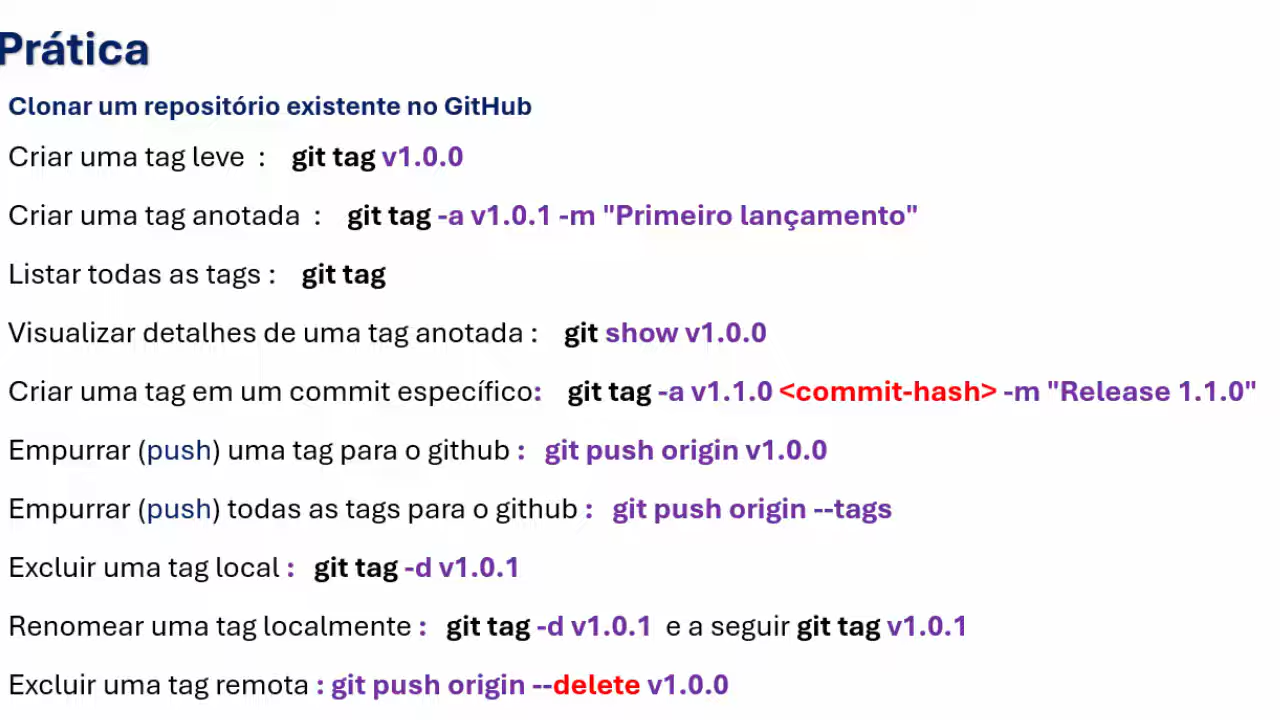 Prática
Clonar um repositório existente no GitHub
Criar uma tag leve : git tag v1.0.0
Criar uma tag anotada : git tag -a v1.0.1 -m "Primeiro lançamento"
Listar todas as tags : git tag
Visualizar detalhes de uma tag anotada : git show v1.0.0
Criar uma tag em um commit específico: git tag -a v1.1.0 <commit-hash> -m "Release 1.1.0"
Empurrar (push) uma tag para o github : git push origin v1.0.0
Empurrar (push) todas as tags para o github : git push origin --tags
Excluir uma tag local : git tag -d v1.0.1
Renomear uma tag localmente : git tag -d v1.0.1 e a seguir git tag v1.0.1
Excluir uma tag remota : git push origin --delete v1.0.0